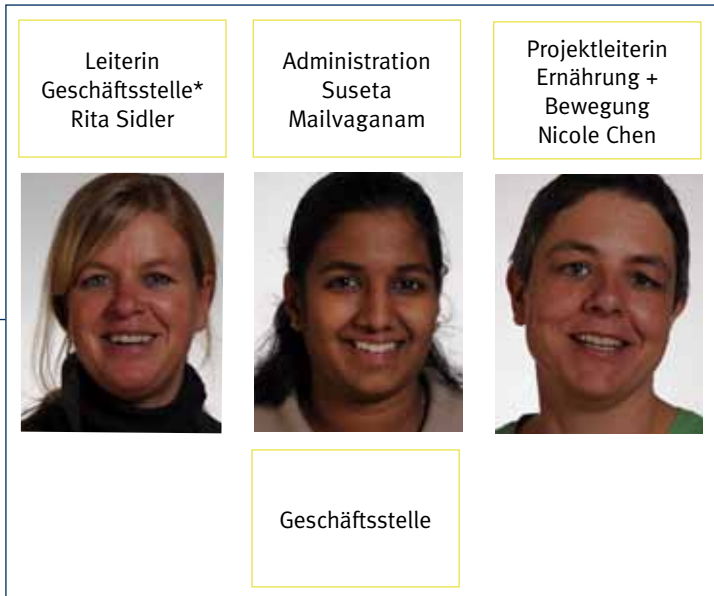 Leiterin
Geschäftsstelle*
Rita Sidler
Administration
Suseta
Mailvaganam
Projektleiterin
Ernährung +
Bewegung
Nicole Chen
Geschäftsstelle